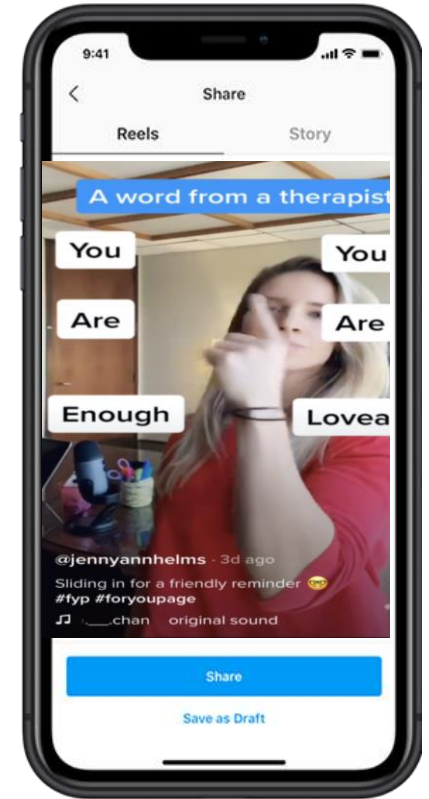 9:41
Share
Reels Story
A word from a therapist
You You
Are Are
Enough Lovea
@jennyannhelms · 3d ago
Sliding in for a friendly reminder 🤓
#fyp #foryoupage
.__.chan original sound
Share
Save as Draft